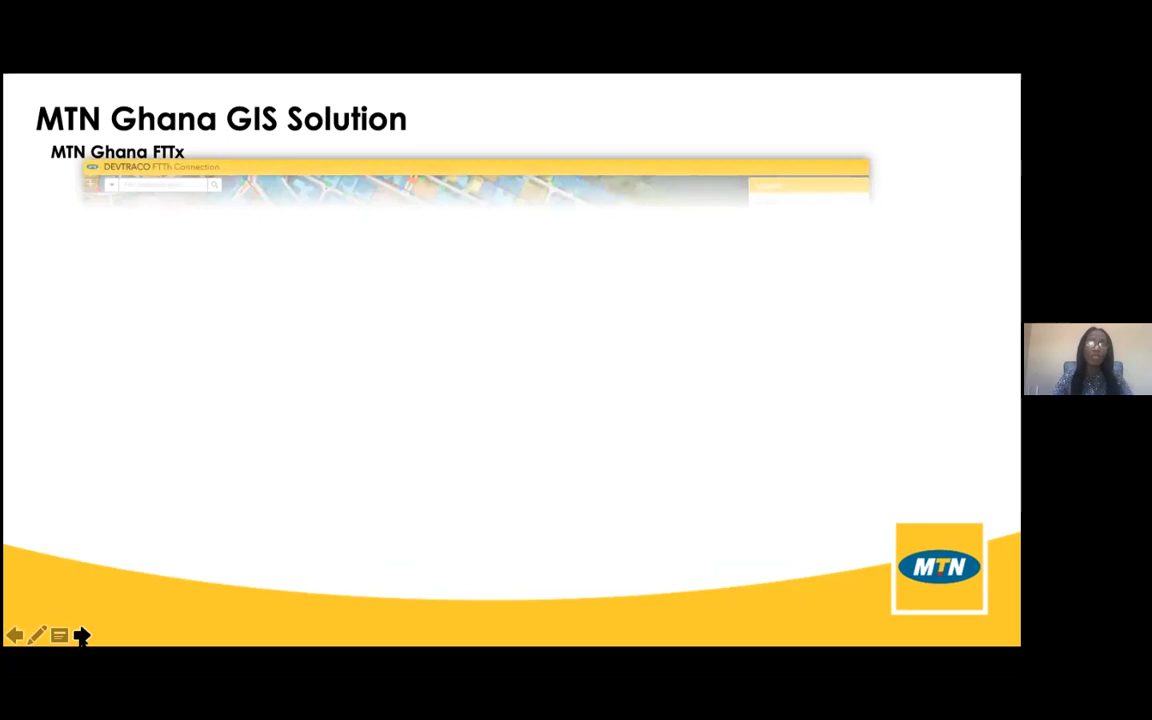 MTN Ghana GIS Solution
MTN Ghana FTTx
DEVTRACO FTTh Connection
MTN